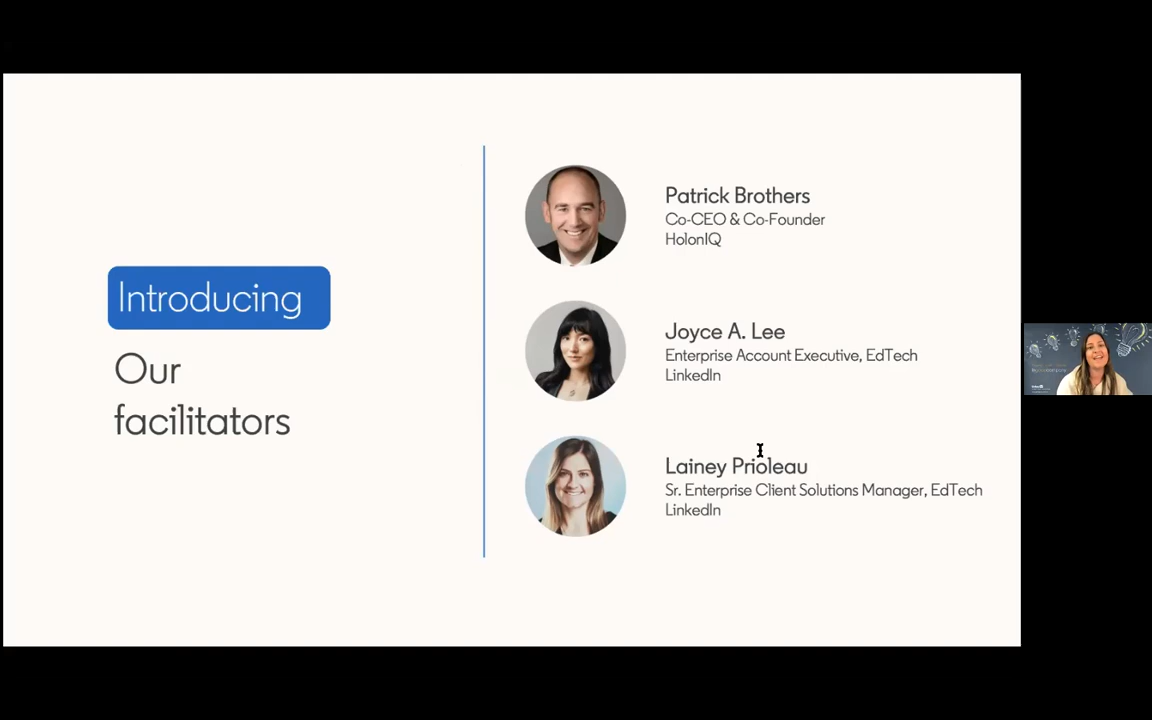 Introducing
Our
facilitators
Patrick Brothers
Co-CEO & Co-Founder
HolonIQ
Joyce A. Lee
Enterprise Account Executive, EdTech
LinkedIn
Lainey Prioleau
Sr. Enterprise Client Solutions Manager, EdTech
LinkedIn